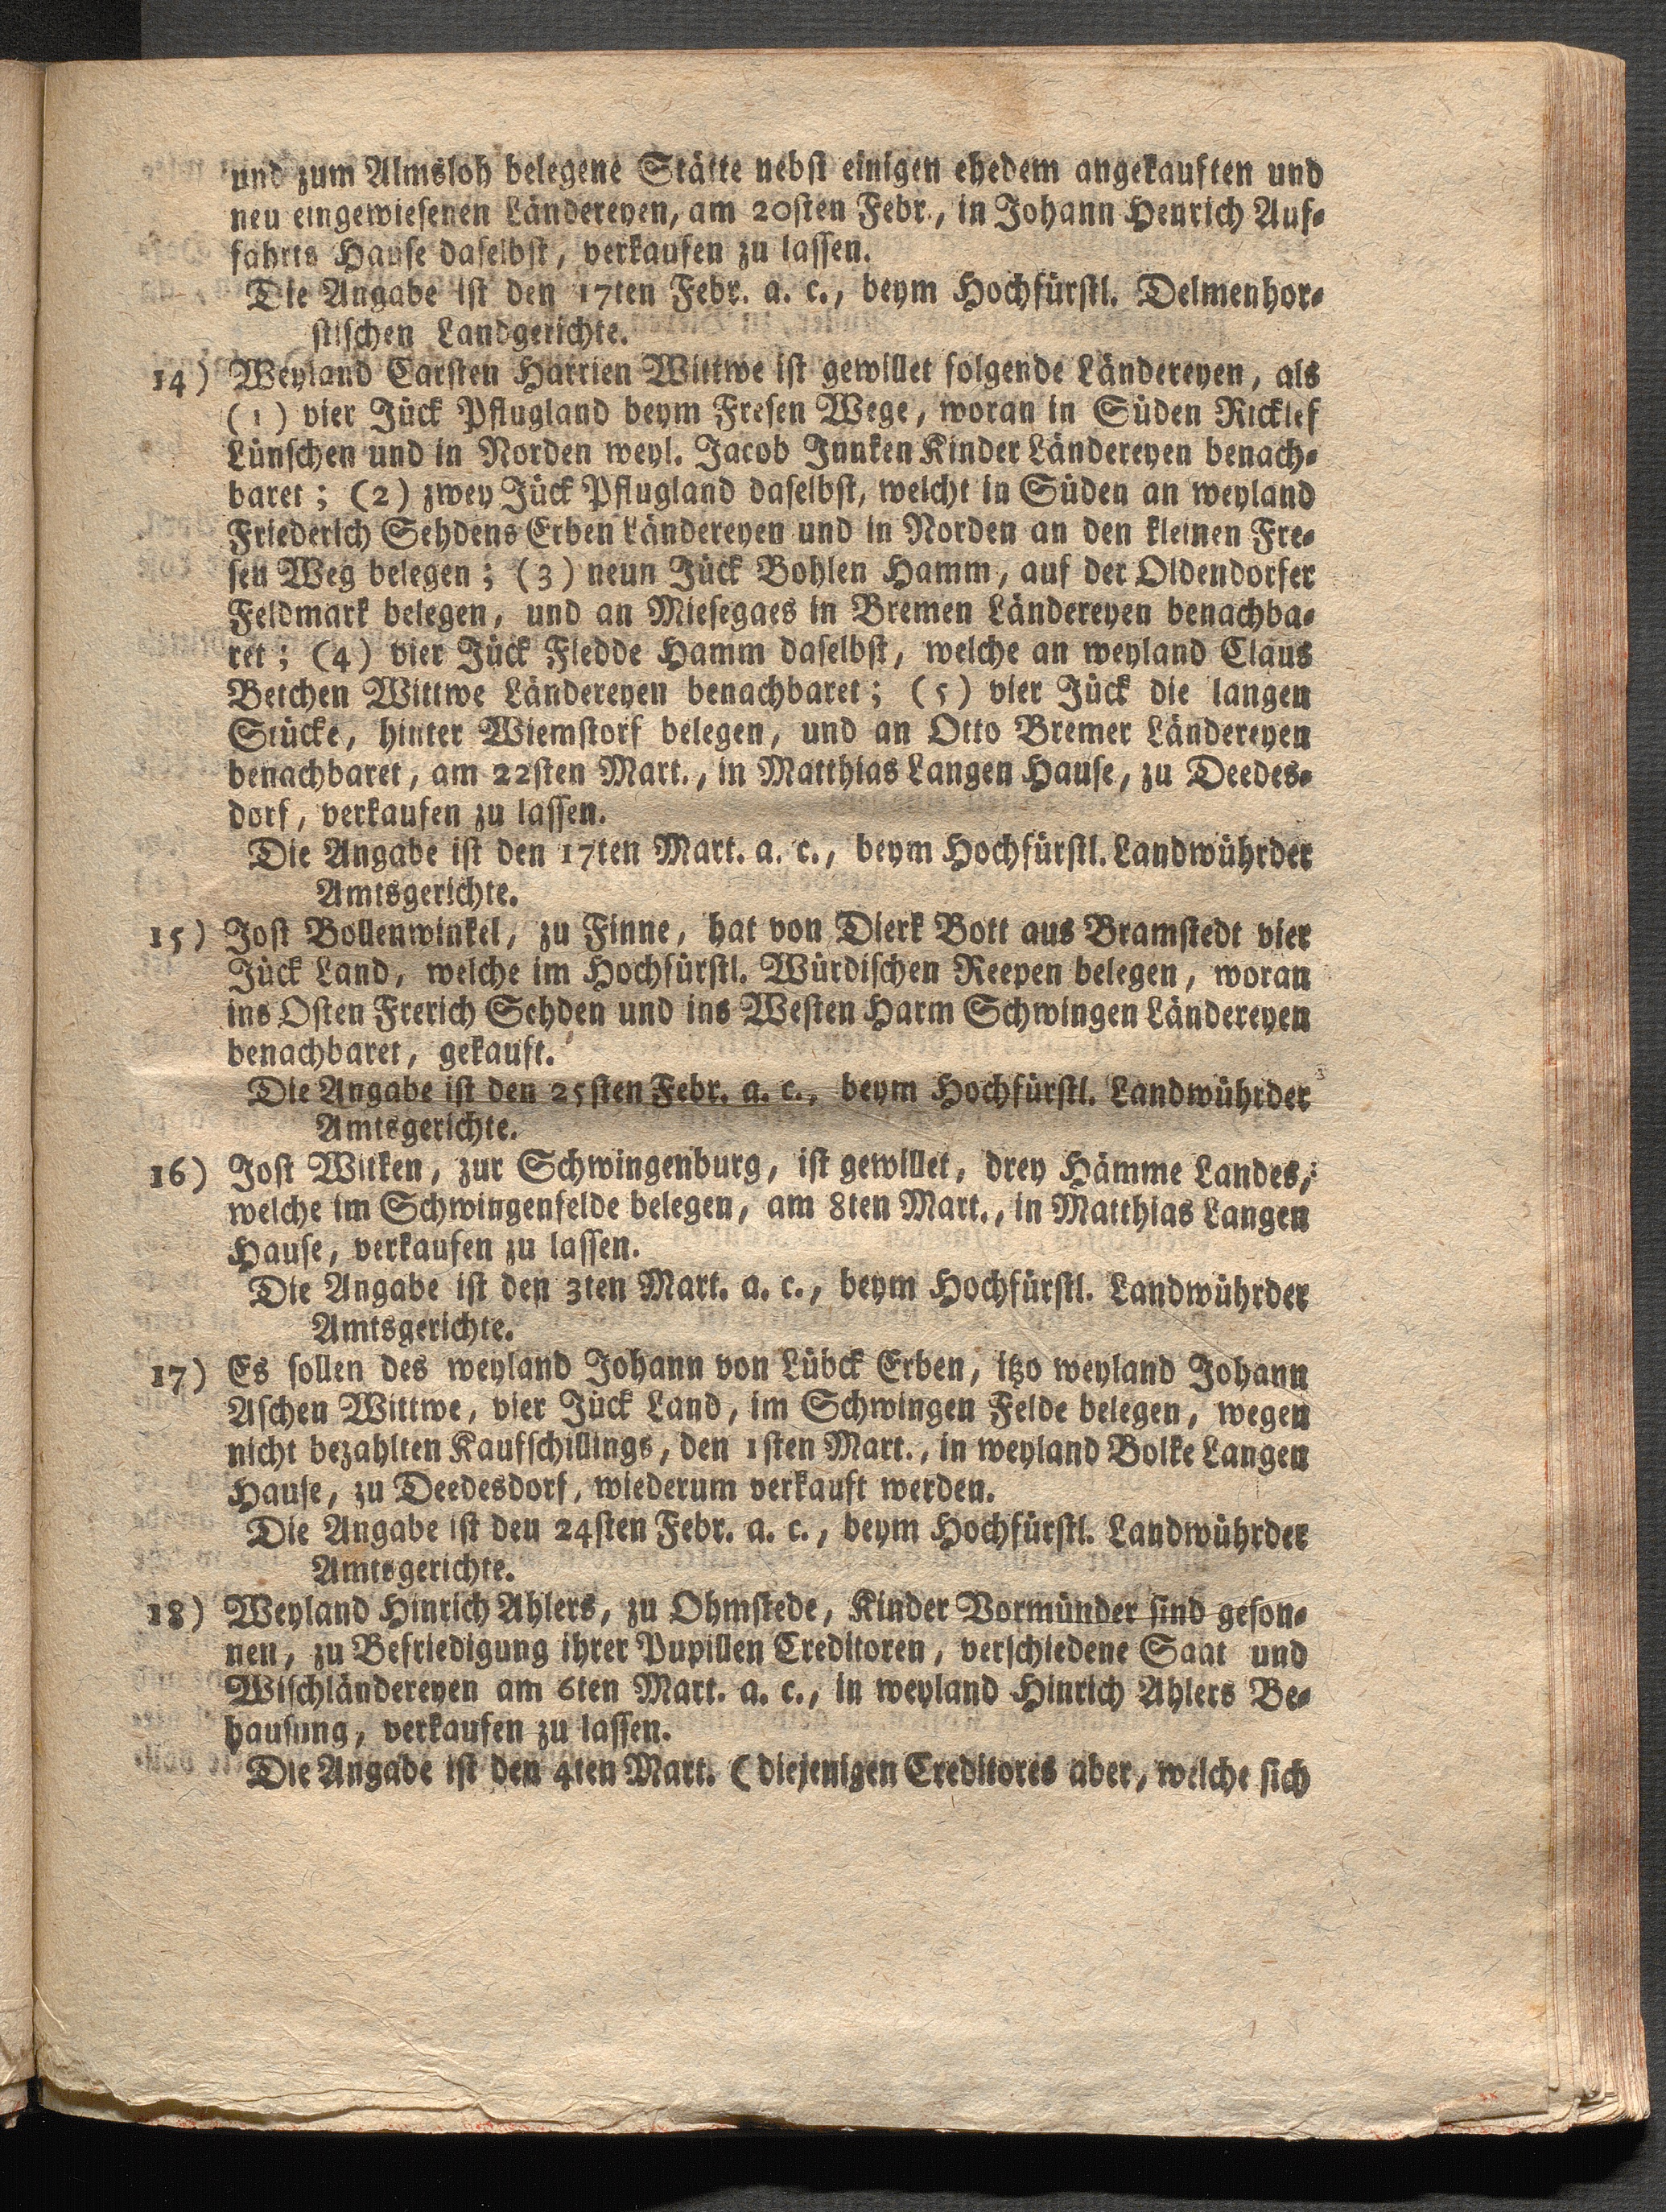 und zum Almsloh belegene Stätte nebst einigen ehedem angekauften und
neu eingewiesenen Ländereyen, am 20sten Febr., in Johann Henrich Auf-
fahrts Hause daselbst, verkaufen zu lassen.
Die Angabe ist den 17ten Febr. a. c., beym Hochfürstl. Delmenhor-
stischen Landgerichte.
14) Weyland Carsten Harrien Wittwe ist gewillet folgende Ländereyen, als
(1) vier Jück Pflugland beym Fresen Wege, woran in Süden Ricklef
Lünschen und in Norden weyl. Jacob Junken Kinder Ländereyen benach-
baret; (2) zwey Jück Pflugland daselbst, welcht in Süden an weyland
Friederich Sehdens Erben Ländereyen und in Norden an den kleinen Fre-
sen Weg belegen; (3) neun Jück Bohlen Hamm, auf der Oldendorfer
Feldmark belegen, und an Miesegaes in Bremen Ländereyen benachba-
ret; (4) vier Jück Fledde Hamm daselbst, welche an weyland Claus
Betchen Wittwe Ländereyen benachbaret; (5) vier Jück die langen
Stücke, hinter Wiemstorf belegen, und an Otto Bremer Ländereyen
benachbaret, am 22sten Mart., in Matthias Langen Hause, zu Deedes-
dorf, verkaufen zu lassen.
Die Angabe ist den 17ten Mart. a. c., beym Hochfürstl. Landwührder
Amtsgerichte.
15) Jost Bollenwinkel, zu Finne, hat von Dierk Bott aus Bramstedt vier
Jück Land, welche im Hochfürstl. Würdischen Reepen belegen, woran
ins Osten Frerich Sehden und ins Westen Harm Schwingen Ländereyen
benachbaret, gekauft.
Die Angabe ist den 25sten Febr. a. c., beym Hochfürstl. Landwührder
Amtsgerichte.
16) Jost Witken, zur Schwingenburg, ist gewillet, drey Hämme Landes,
welche im Schwingenfelde belegen, am 8ten Mart., in Matthias Langen
Hause, verkaufen zu lassen.
Die Angabe ist den 3ten Mart. a. c., beym Hochfürstl. Landwührder
Amtsgerichte.
17) Es sollen des weyland Johann von Lübck Erben, itzo weyland Johann
Aschen Wittwe, vier Jück Land, im Schwingen Felde belegen, wegen
nicht bezahlten Kaufschillings, den 1sten Mart., in weyland Bolke Langen
Hause, zu Deedesdorf, wiederum verkauft werden.
Die Angabe ist den 24sten Febr. a. c., beym Hochfürstl. Landwührder
Amtsgerichte.
18) Weyland Hinrich Ahlers, zu Ohmstede, Kinder Vormünder sind geson-
nen, zu Befriedigung ihrer Pupillen Creditoren, verschiedene Saat und
Wischländereyen am 6ten Mart. a. c., in weyland Hinrich Ahlers Be-
hausung, verkaufen zu lassen.
Die Angabe ist den 4ten Mart. (diejenigen Creditores aber, welche sich